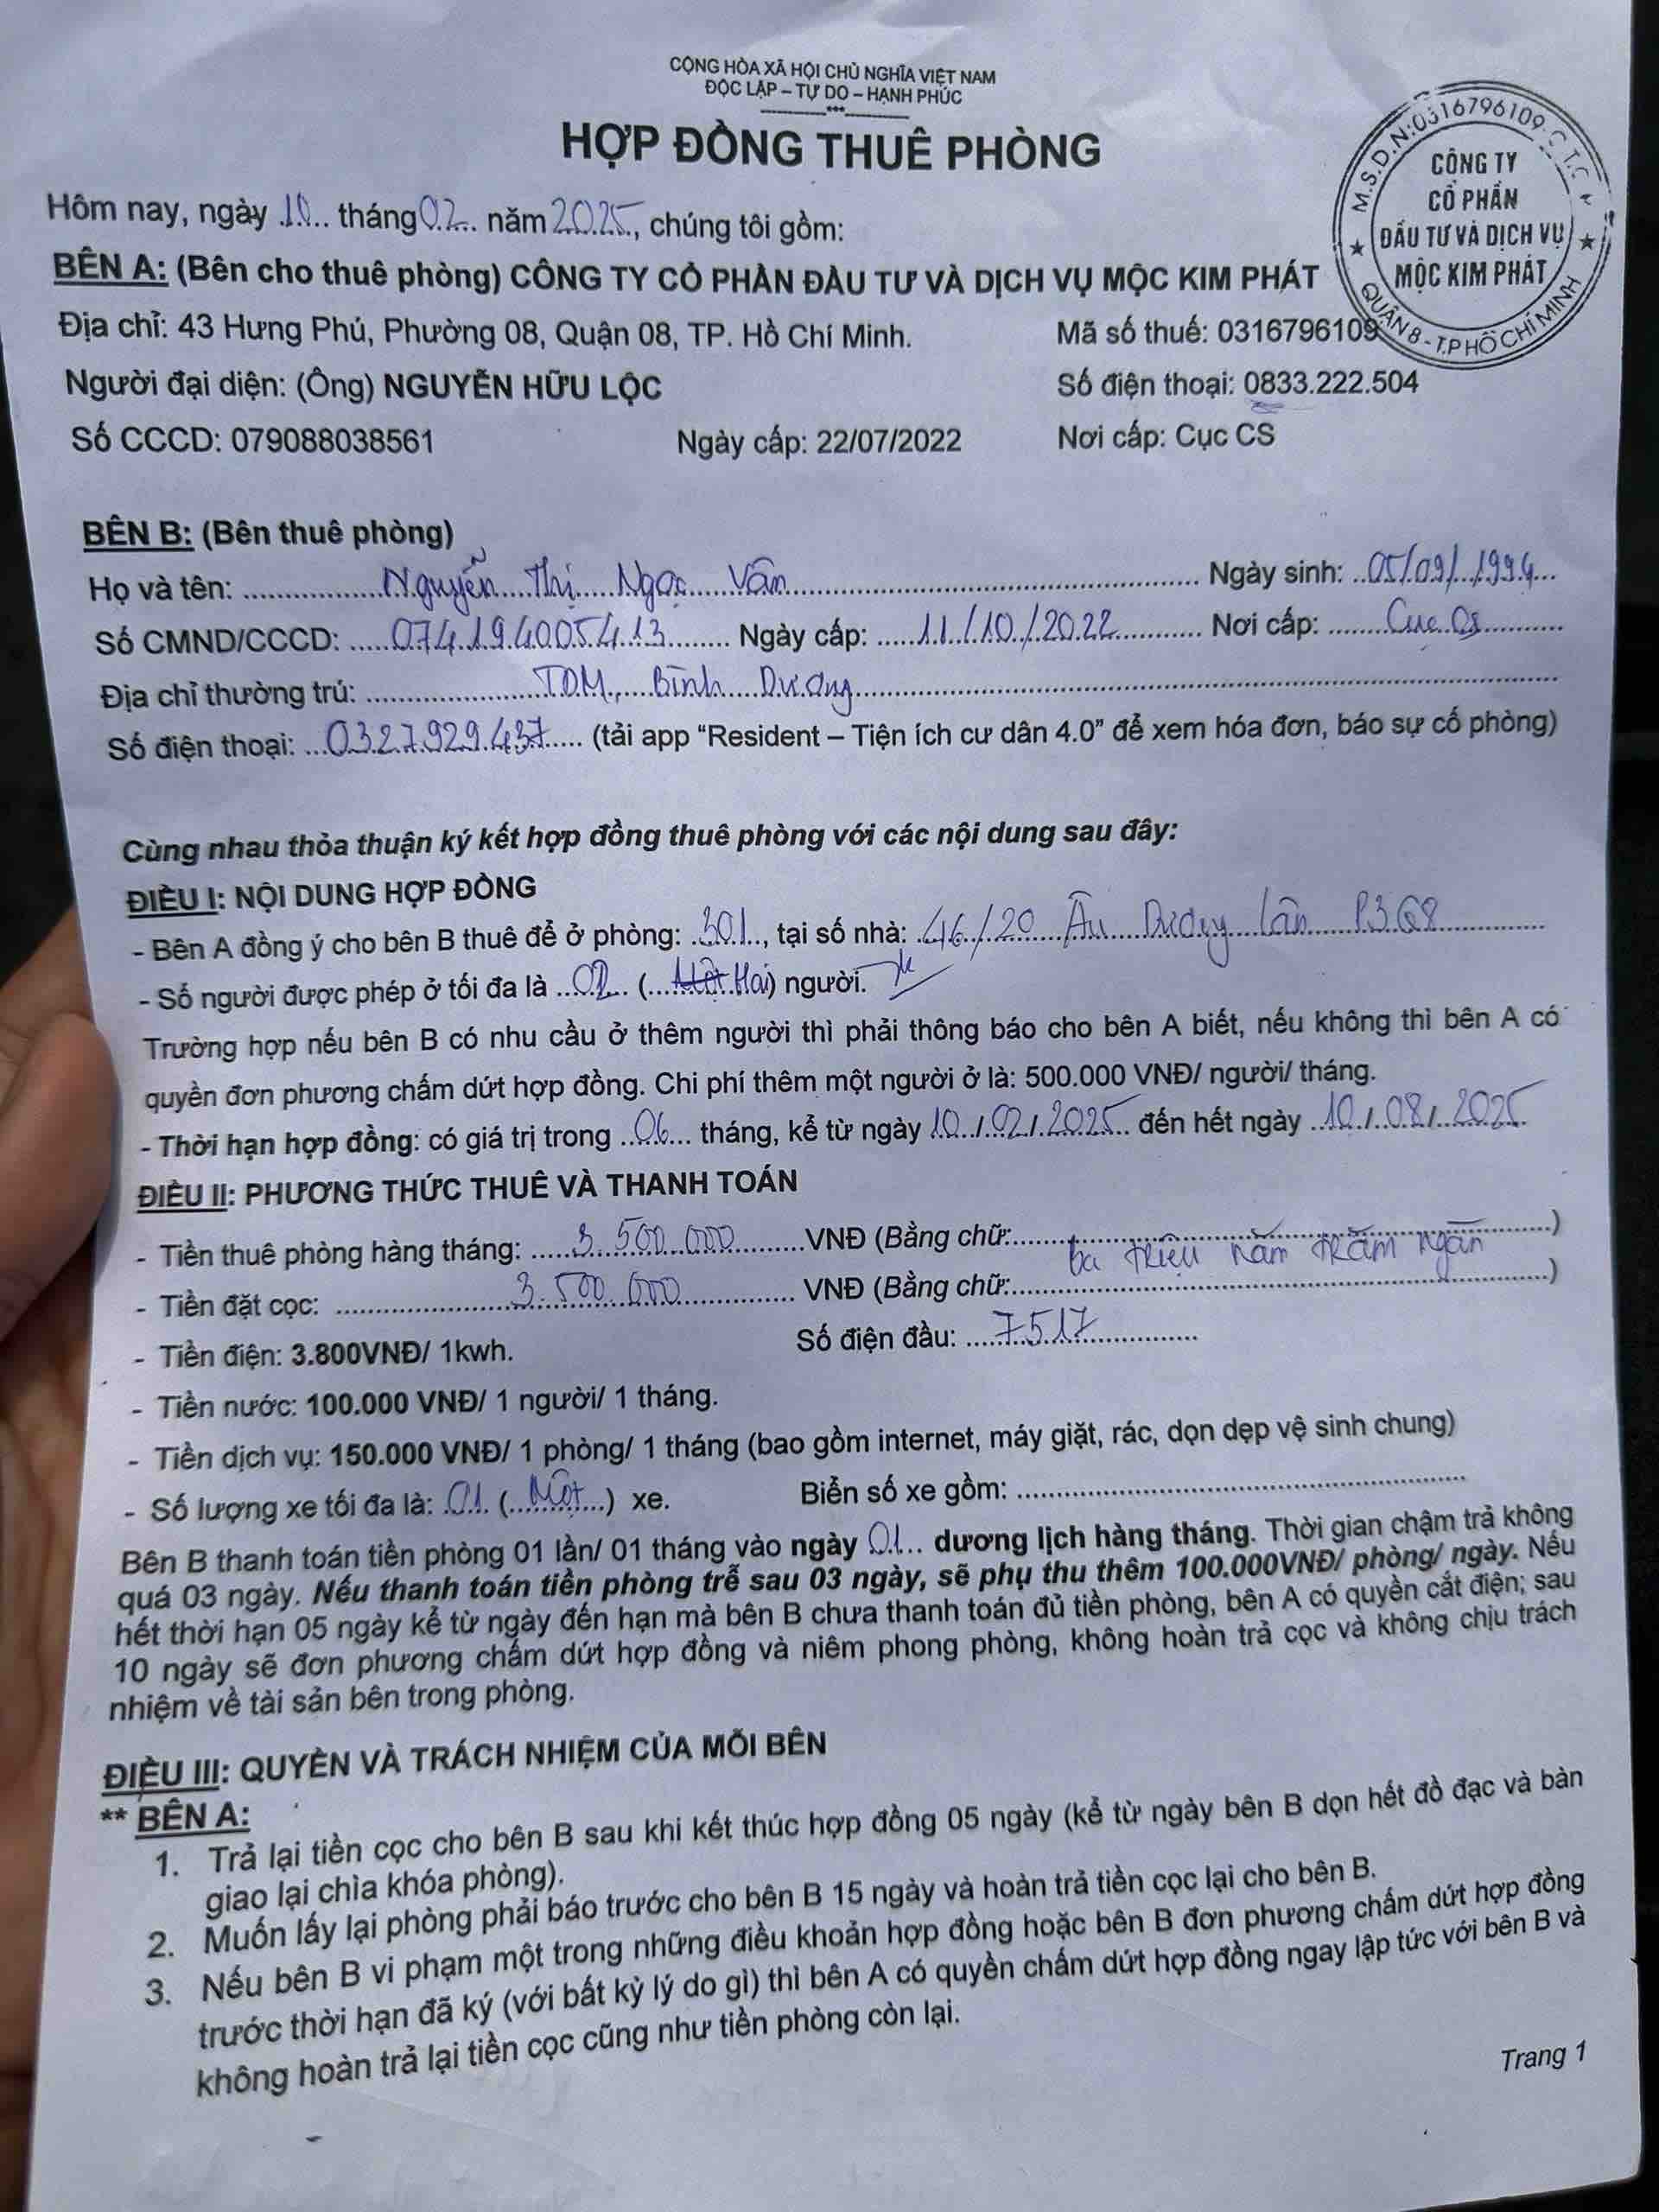 CỘNG HÒA XÃ HỘI CHỦ NGHĨA VIỆT NAM
ĐỘC LẬP – TỰ DO – HẠNH PHÚC
***
HỢP ĐỒNG THUÊ PHÒNG
M.S.D.N:0316796109
CÔNG TY
CỔ PHẦN
ĐẦU TƯ VÀ DỊCH VỤ
MỘC KIM PHÁT
QUẬN 8 - T.P HỒ CHÍ MINH
Hôm nay, ngày 10 tháng 02 năm 2025, chúng tôi gồm:
BÊN A: (Bên cho thuê phòng) CÔNG TY CỔ PHẦN ĐẦU TƯ VÀ DỊCH VỤ MỘC KIM PHÁT
Địa chỉ: 43 Hưng Phú, Phường 08, Quận 08, TP. Hồ Chí Minh. Mã số thuế: 0316796109
Người đại diện: (Ông) NGUYỄN HỮU LỘC Số điện thoại: 0833.222.504
Số CCCD: 079088038561 Ngày cấp: 22/07/2022 Nơi cấp: Cục CS
BÊN B: (Bên thuê phòng)
Họ và tên: Nguyễn Thị Ngọc Vân Ngày sinh: 05/09/1994
Số CMND/CCCD: 074194005413 Ngày cấp: 11/10/2022 Nơi cấp: Cục Cs
Địa chỉ thường trú: TDM, Bình Dương
Số điện thoại: 0327.929.437 (tải app “Resident – Tiện ích cư dân 4.0” để xem hóa đơn, báo sự cố phòng)
Cùng nhau thỏa thuận ký kết hợp đồng thuê phòng với các nội dung sau đây:
ĐIỀU I: NỘI DUNG HỢP ĐỒNG
- Bên A đồng ý cho bên B thuê để ở phòng: 301, tại số nhà: 46/20 Âu Dương Lân P3Q8
- Số người được phép ở tối đa là 02 (Một Hai) người.
Trường hợp nếu bên B có nhu cầu ở thêm người thì phải thông báo cho bên A biết, nếu không thì bên A có
quyền đơn phương chấm dứt hợp đồng. Chi phí thêm một người ở là: 500.000 VNĐ/ người/ tháng.
- Thời hạn hợp đồng: có giá trị trong 06 tháng, kể từ ngày 10/02/2025 đến hết ngày 10/08/2025
ĐIỀU II: PHƯƠNG THỨC THUÊ VÀ THANH TOÁN
- Tiền thuê phòng hàng tháng: 3.500.000 VNĐ (Bằng chữ: ba triệu năm trăm ngàn)
- Tiền đặt cọc: 3.500.000 VNĐ (Bằng chữ: )
- Tiền điện: 3.800VNĐ/ 1kwh. Số điện đầu: 7517
- Tiền nước: 100.000 VNĐ/ 1 người/ 1 tháng.
- Tiền dịch vụ: 150.000 VNĐ/ 1 phòng/ 1 tháng (bao gồm internet, máy giặt, rác, dọn dẹp vệ sinh chung)
- Số lượng xe tối đa là: 01 (Một) xe. Biển số xe gồm:
Bên B thanh toán tiền phòng 01 lần/ 01 tháng vào ngày 01 dương lịch hàng tháng. Thời gian chậm trả không
quá 03 ngày. Nếu thanh toán tiền phòng trễ sau 03 ngày, sẽ phụ thu thêm 100.000VNĐ/ phòng/ ngày. Nếu
hết thời hạn 05 ngày kể từ ngày đến hạn mà bên B chưa thanh toán đủ tiền phòng, bên A có quyền cắt điện; sau
10 ngày sẽ đơn phương chấm dứt hợp đồng và niêm phong phòng, không hoàn trả cọc và không chịu trách
nhiệm về tài sản bên trong phòng.
ĐIỀU III: QUYỀN VÀ TRÁCH NHIỆM CỦA MỖI BÊN
** BÊN A:
1. Trả lại tiền cọc cho bên B sau khi kết thúc hợp đồng 05 ngày (kể từ ngày bên B dọn hết đồ đạc và bàn
giao lại chìa khóa phòng).
2. Muốn lấy lại phòng phải báo trước cho bên B 15 ngày và hoàn trả tiền cọc lại cho bên B.
3. Nếu bên B vi phạm một trong những điều khoản hợp đồng hoặc bên B đơn phương chấm dứt hợp đồng
trước thời hạn đã ký (với bất kỳ lý do gì) thì bên A có quyền chấm dứt hợp đồng ngay lập tức với bên B và
không hoàn trả lại tiền cọc cũng như tiền phòng còn lại.
Trang 1